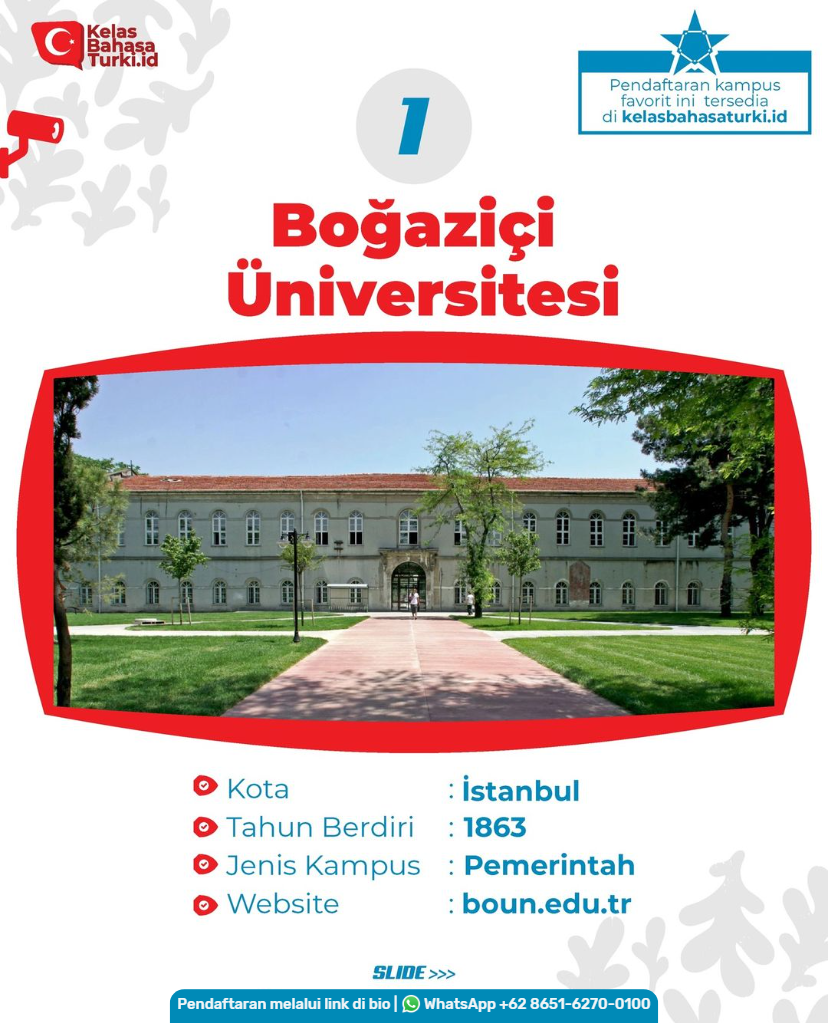 Kelas
Bahasa
Turki.id
Pendaftaran kampus
favorit ini tersedia
di kelasbahasaturki.id
1
Boğaziçi
Üniversitesi
Kota : İstanbul
Tahun Berdiri : 1863
Jenis Kampus : Pemerintah
Website : boun.edu.tr
SLIDE >>>
Pendaftaran melalui link di bio | WhatsApp +62 8651-6270-0100